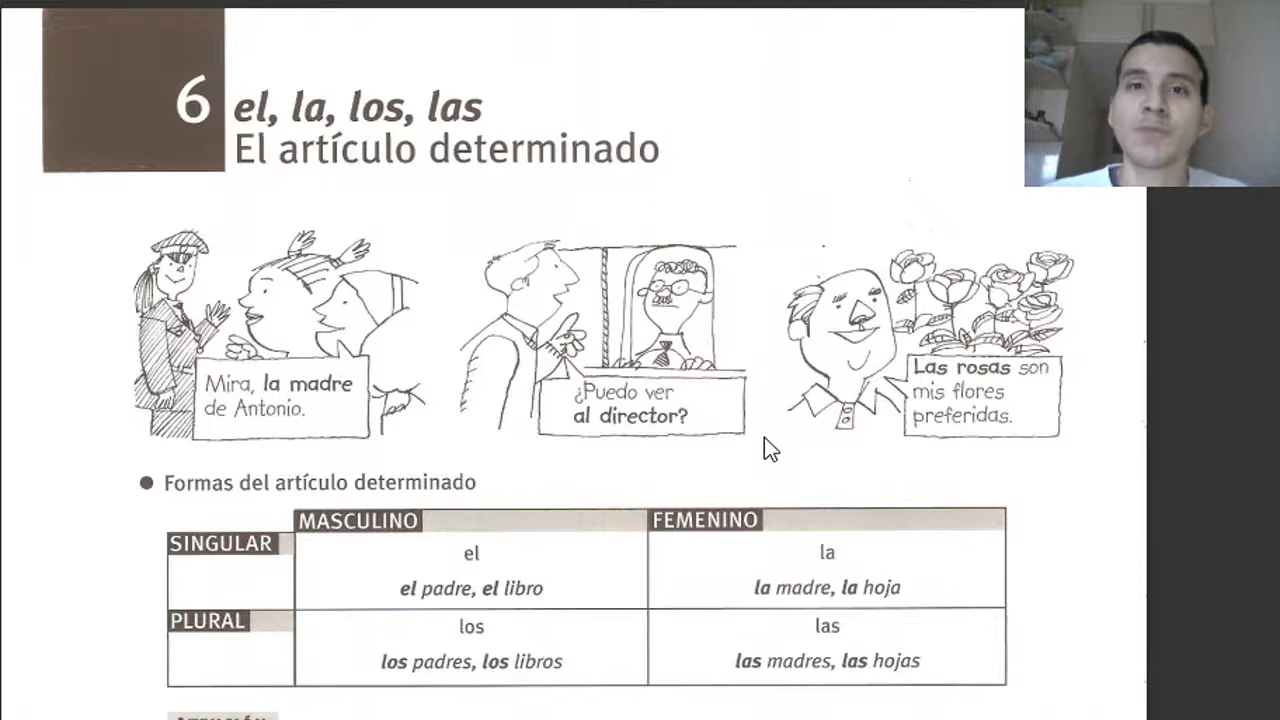 6 el, la, los, las
El artículo determinado
Mira, la madre
de Antonio.
¿Puedo ver
al director?
Las rosas son
mis flores
preferidas.
● Formas del artículo determinado
MASCULINO FEMENINO
SINGULAR
el la
el padre, el libro la madre, la hoja
PLURAL
los las
los padres, los libros las madres, las hojas
ATENCIÓN